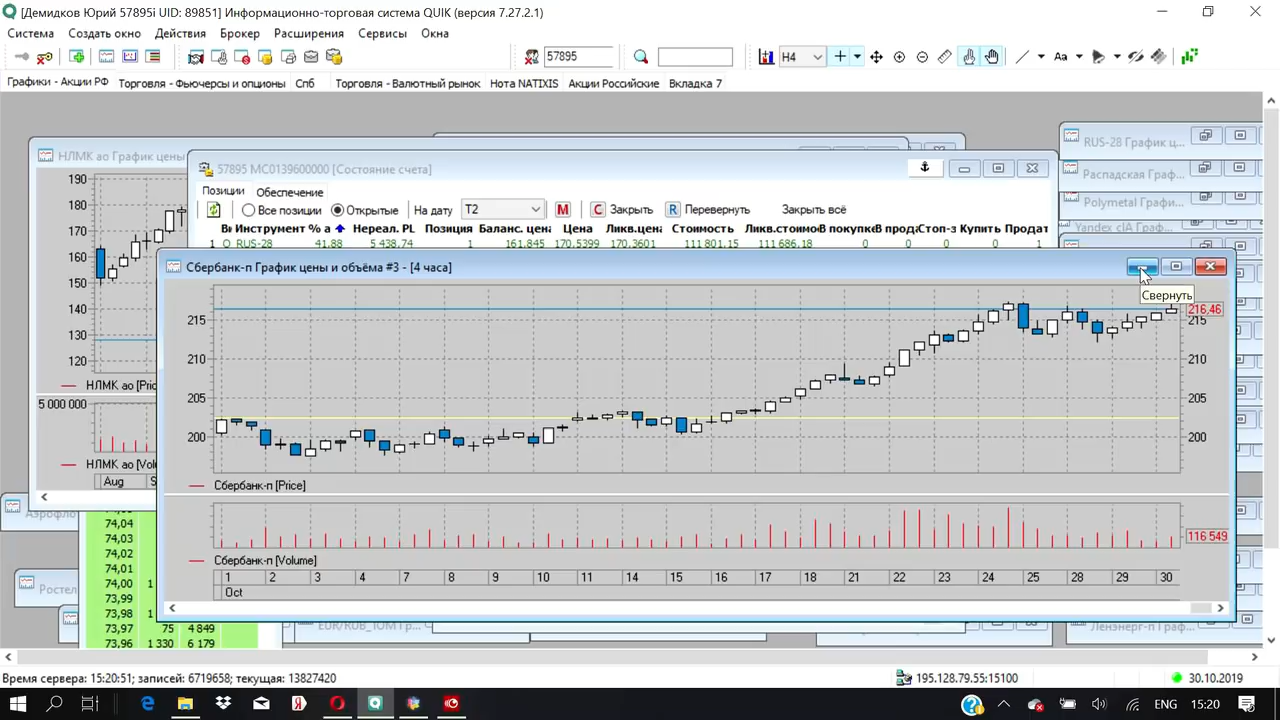 [Демидков Юрий 57895i UID: 89851] Информационно-торговая система QUIK (версия 7.27.2.1)
Система Создать окно Действия Брокер Расширения Сервисы Окна
57895 H4 Aa
Графики - Акции РФ Торговля - Фьючерсы и опционы Спб Торговля - Валютный рынок Нота NATIXIS Акции Российские Вкладка 7
НЛМК ао График цены
57895 MC0139600000 [Состояние счета]
RUS-28 График ц...
Распадская Граф...
Polymetal График...
Yandex clA График...
Позиции Обеспечение
Все позиции Открытые На дату T2 M C Закрыть R Перевернуть Закрыть всё
Инструмент % а Нереал. PL Позиция Баланс. цена Цена Ликв.цена Стоимость Ликв.стоимо В покупке В прода Стоп-з Купить Продат
1 О RUS-28 41.88 5 438,74 1 161,845 170,5399 170,3601 111 801,15 111 686,18 0 0 0 0 1
190
180
170
160
150
140
130
120
НЛМК ао [Pri
5 000 000
НЛМК ао [Volu
Aug S
Сбербанк-п График цены и объёма #3 - [4 часа]
Свернуть
216,46
215 215
210 210
205 205
200 200
Сбербанк-п [Price]
116 549
Сбербанк-п [Volume]
1 2 3 4 7 8 9 10 11 14 15 16 17 18 21 22 23 24 25 28 29 30
Oct
Аэрофло
Ростел
74,04
74,03
74,02
74,01
74,00 1
73,99
73,98 1
73,97 75 4 849
73,96 1 330 6 179
EUR/RUB_TOM Гр...
Ленэнерг-п Граф...
Время сервера: 15:20:51; записей: 6719658; текущая: 13827420 195.128.79.55:15100 30.10.2019
ENG 15:20